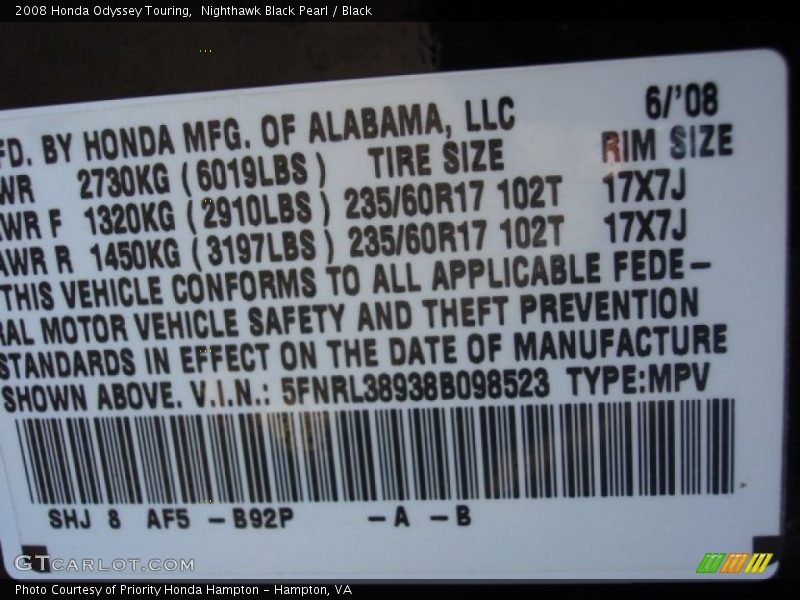 2008 Honda Odyssey Touring,  Nighthawk Black Pearl / Black
FD. BY HONDA MFG. OF ALABAMA, LLC 6/'08
WR 2730KG (6019LBS) TIRE SIZE RIM SIZE
WR F 1320KG (2910LBS) 235/60R17 102T 17X7J
AWR R 1450KG (3197LBS) 235/60R17 102T 17X7J
THIS VEHICLE CONFORMS TO ALL APPLICABLE FEDE-
RAL MOTOR VEHICLE SAFETY AND THEFT PREVENTION
STANDARDS IN EFFECT ON THE DATE OF MANUFACTURE
SHOWN ABOVE. V.I.N.: 5FNRL38938B098523 TYPE:MPV
SHJ 8 AF5 -B92P -A -B
GTCARLOT.COM
Photo Courtesy of Priority Honda Hampton - Hampton, VA